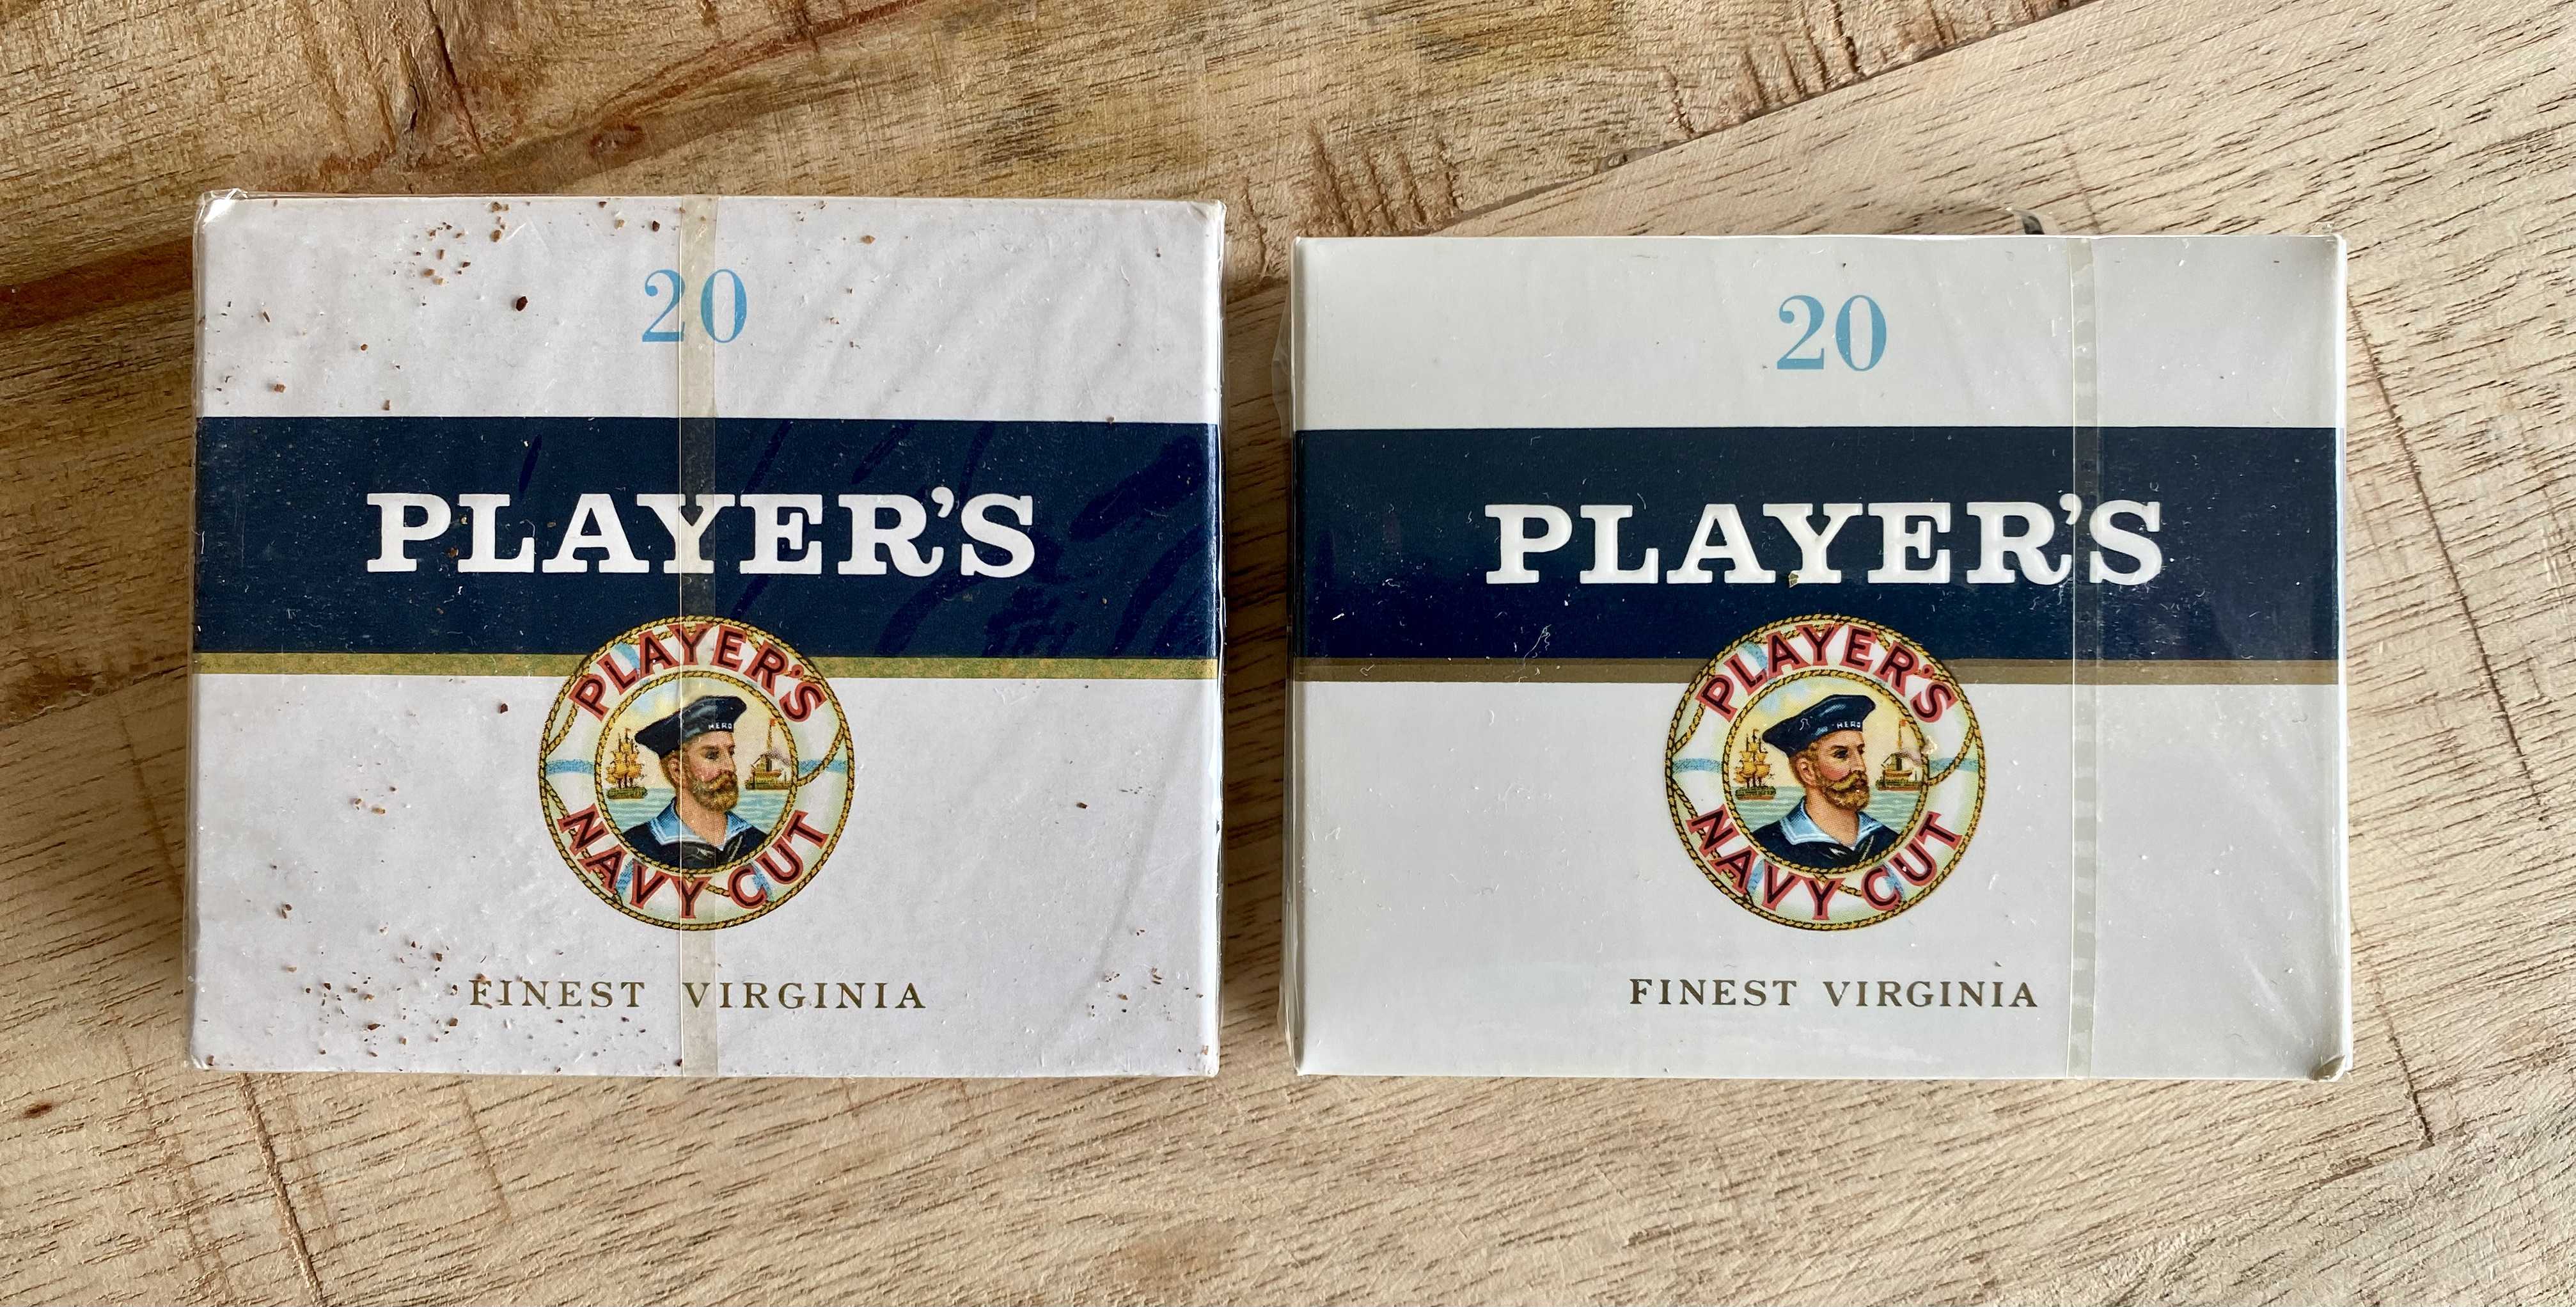 20
PLAYER'S
PLAYER'S
HERO
NAVY CUT
FINEST VIRGINIA
20
PLAYER'S
PLAYER'S
HERO
NAVY CUT
FINEST VIRGINIA